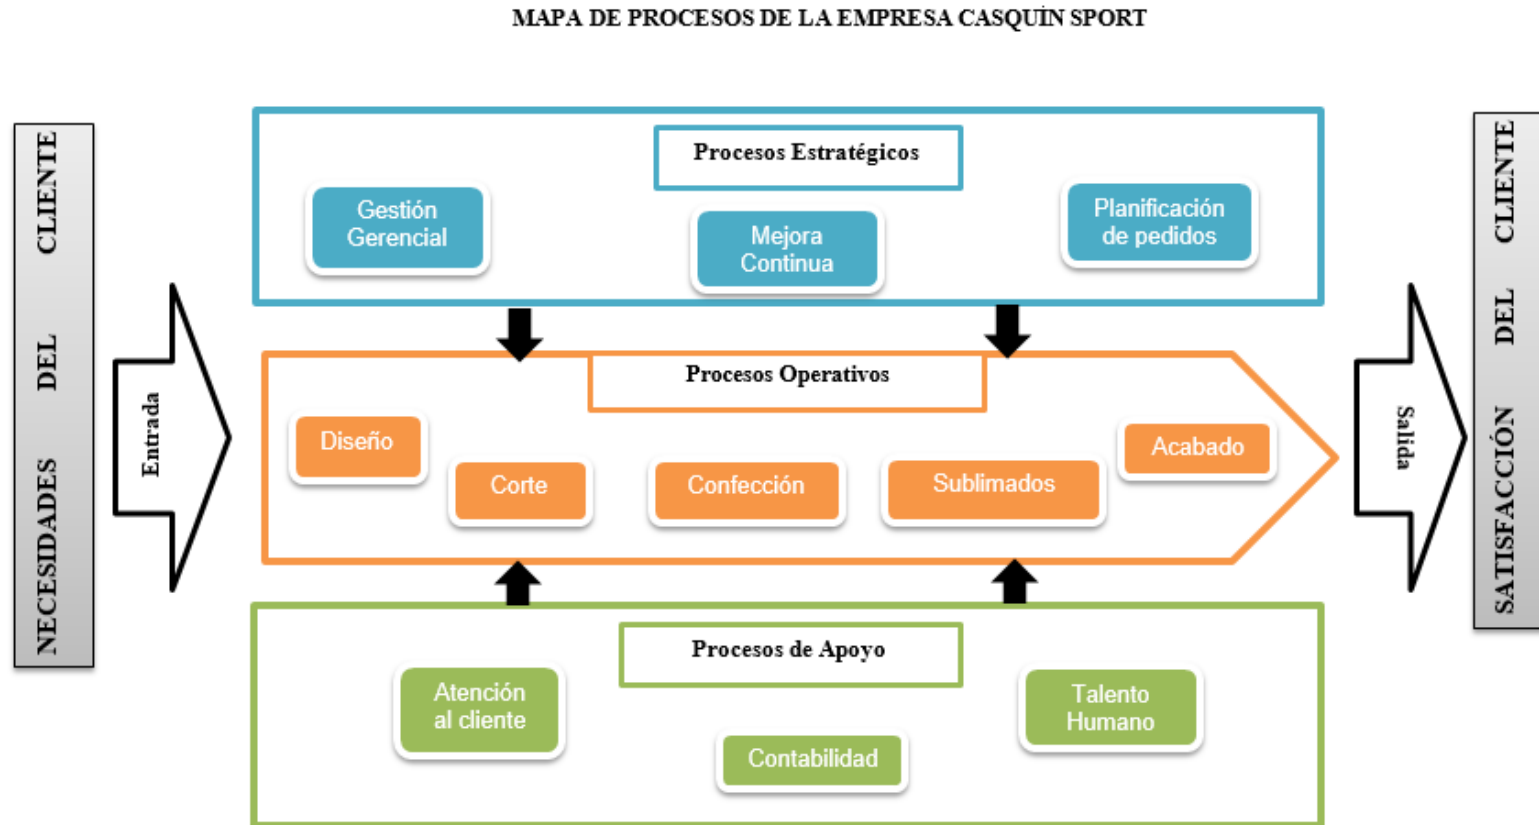 MAPA DE PROCESOS DE LA EMPRESA CASQUÍN SPORT
NECESIDADES DEL CLIENTE
Entrada
Procesos Estratégicos
Gestión
Gerencial
Mejora
Continua
Planificación
de pedidos
Procesos Operativos
Diseño
Corte
Confección
Sublimados
Acabado
Procesos de Apoyo
Atención
al cliente
Contabilidad
Talento
Humano
Salida
SATISFACCIÓN DEL CLIENTE